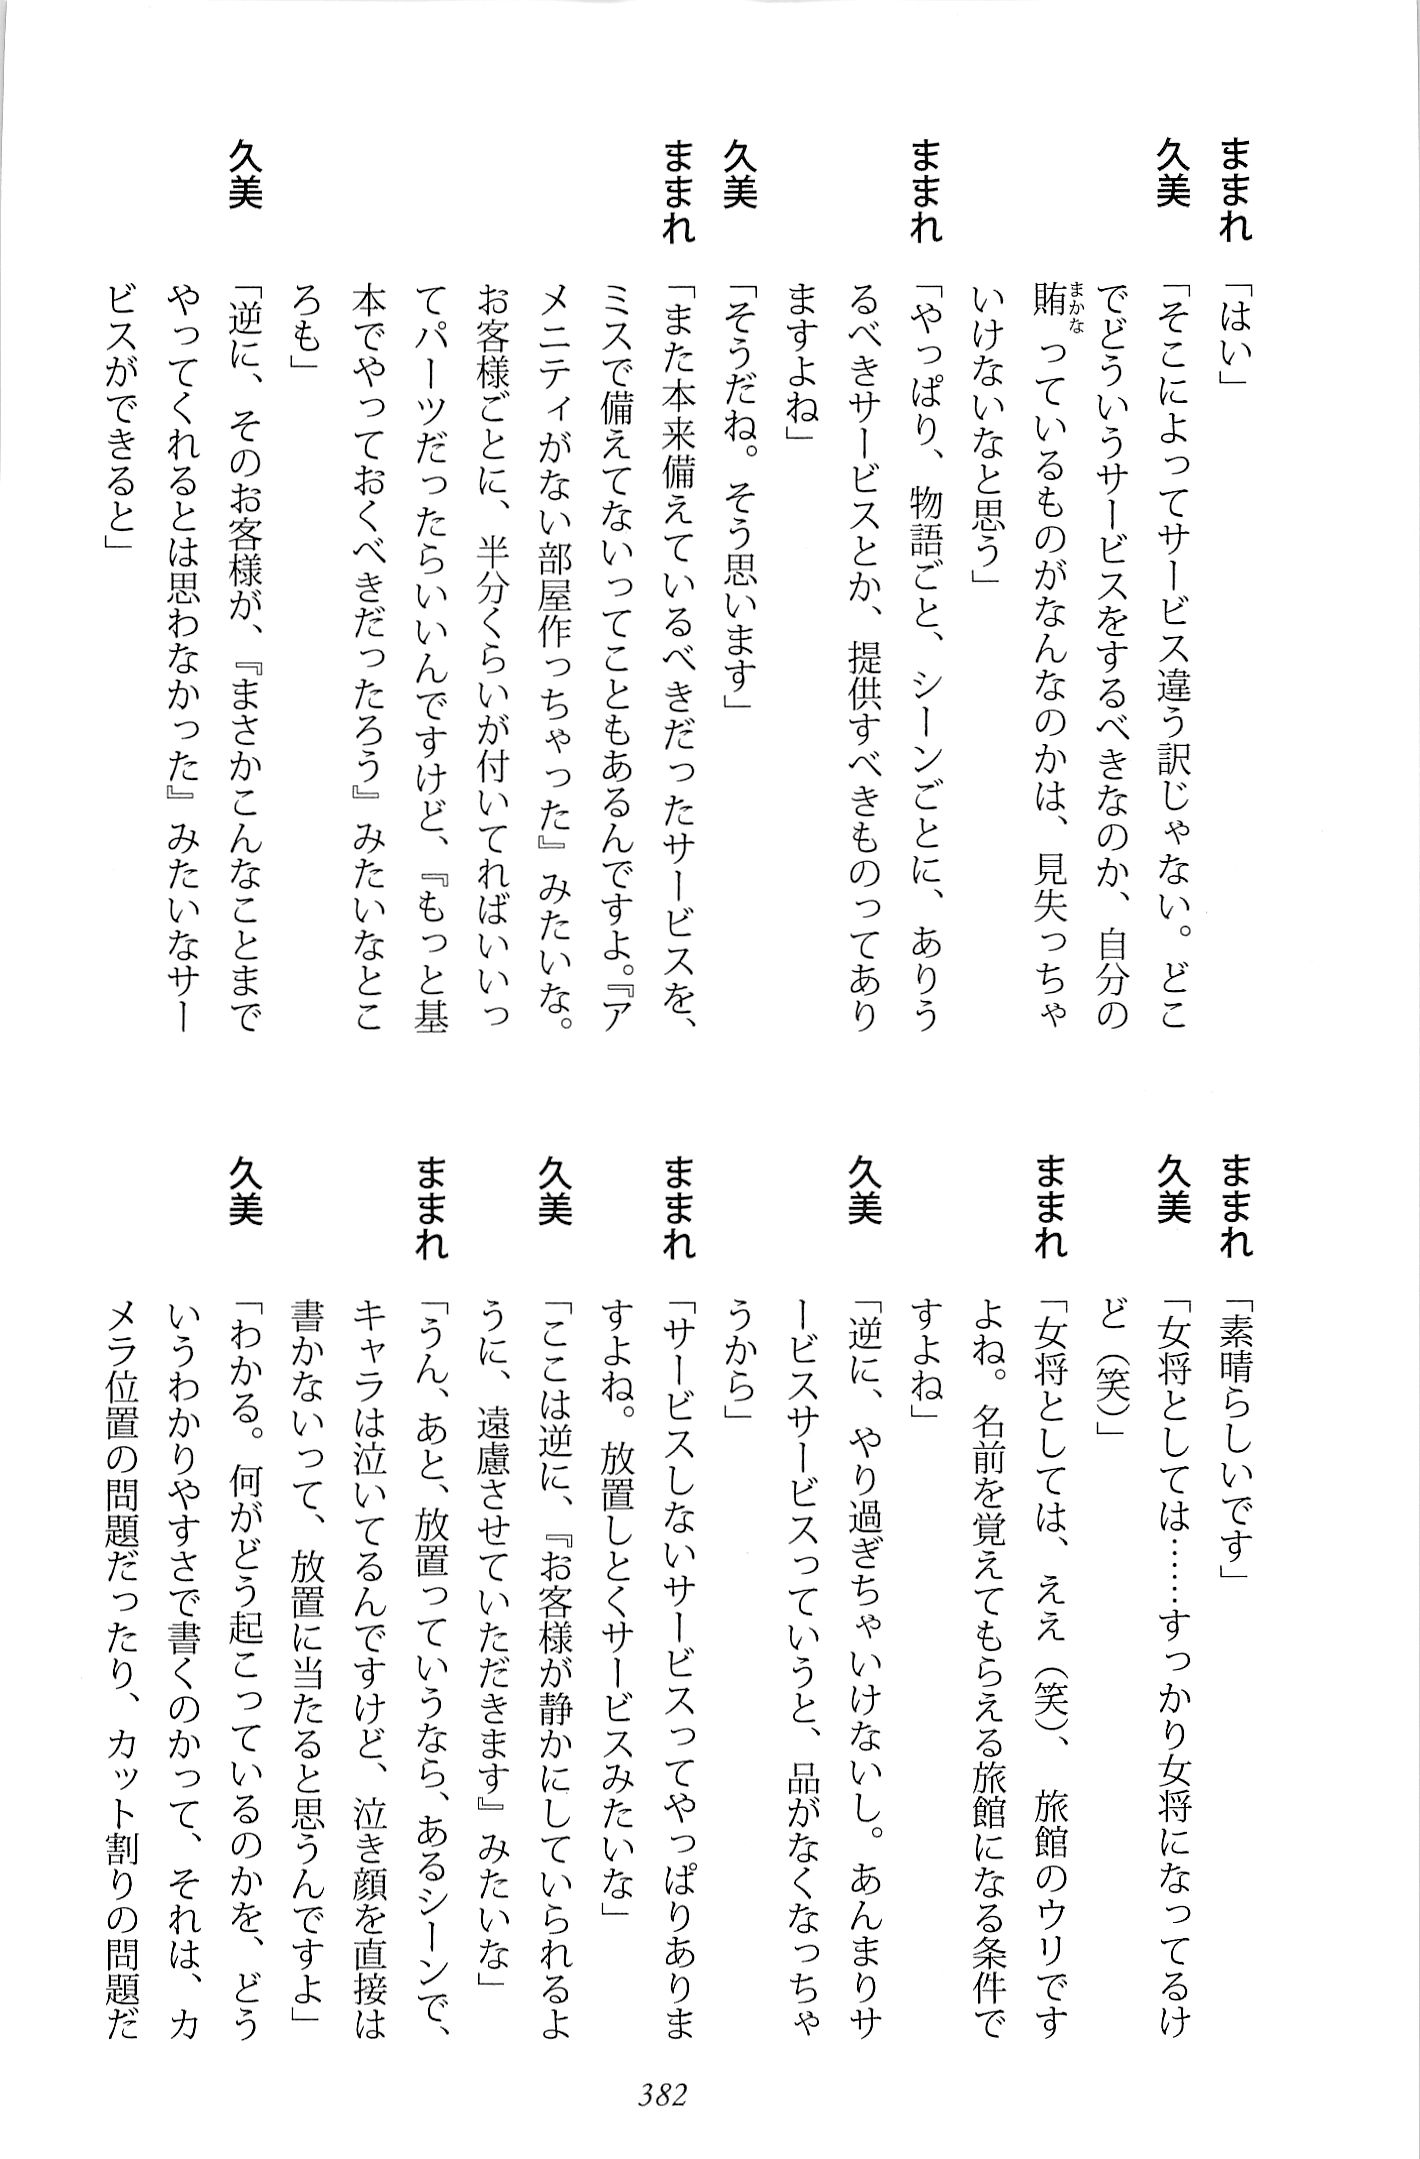 ままれ「はい」
久美「そこによってサービス違う訳じゃない。どこ
でどういうサービスをするべきなのか、自分の
賄っているものがなんなのかは、見失っちゃ
まかな
いけないなと思う」
ままれ「やっぱり、物語ごと、シーンごとに、ありう
るべきサービスとか、提供すべきものってあり
ますよね」
久美「そうだね。そう思います」
ままれ「また本来備えているべきだったサービスを、
ミスで備えてないってこともあるんですよ。『ア
メニティがない部屋作っちゃった』みたいな。
お客様ごとに、半分くらいが付いてればいいっ
てパーツだったらいいんですけど、『もっと基
本でやっておくべきだったろう』みたいなとこ
ろも」
久美「逆に、そのお客様が、『まさかこんなことまで
やってくれるとは思わなかった』みたいなサー
ビスができると」
ままれ「素晴らしいです」
久美「女将としては……すっかり女将になってるけ
ど（笑）」
ままれ「女将としては、ええ（笑）、旅館のウリです
よね。名前を覚えてもらえる旅館になる条件で
すよね」
久美「逆に、やり過ぎちゃいけないし。あんまりサ
ービスサービスっていうと、品がなくなっちゃ
うから」
ままれ「サービスしないサービスってやっぱりありま
すよね。放置しとくサービスみたいな」
久美「ここは逆に、『お客様が静かにしていられるよ
うに、遠慮させていただきます』みたいな」
ままれ「うん、あと、放置っていうなら、あるシーンで、
キャラは泣いてるんですけど、泣き顔を直接は
書かないって、放置に当たると思うんですよ」
久美「わかる。何がどう起こっているのかを、どう
いうわかりやすさで書くのかって、それは、カ
メラ位置の問題だったり、カット割りの問題だ
382